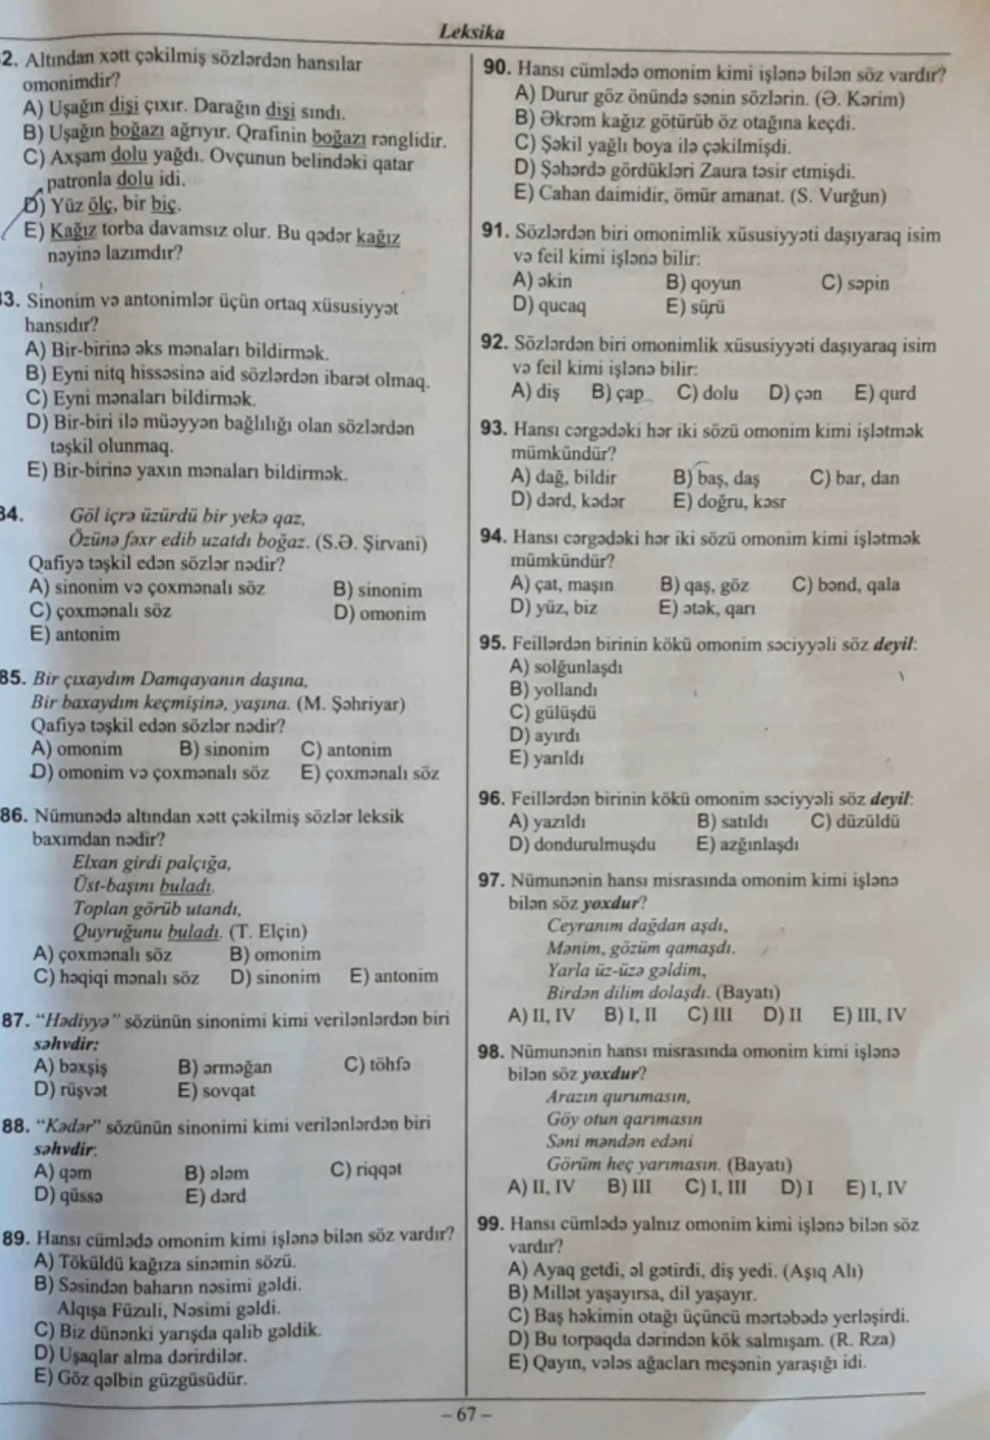 Leksika
2. Altından xətt çəkilmiş sözlərdən hansılar
omonimdir?
A) Uşağın dişi çıxır. Darağın dişi sındı.
B) Uşağın boğazı ağrıyır. Qrafinin boğazı rənglidir.
C) Axşam dolu yağdı. Ovçunun belindəki qatar
patronla dolu idi.
D) Yüz ölç, bir biç.
E) Kağız torba davamsız olur. Bu qədər kağız
nəyinə lazımdır?
3. Sinonim və antonimlər üçün ortaq xüsusiyyət
hansıdır?
A) Bir-birinə əks mənaları bildirmək.
B) Eyni nitq hissəsinə aid sözlərdən ibarət olmaq.
C) Eyni mənaları bildirmək.
D) Bir-biri ilə müəyyən bağlılığı olan sözlərdən
təşkil olunmaq.
E) Bir-birinə yaxın mənaları bildirmək.
84. Göl içrə üzürdü bir yekə qaz,
Özünə fəxr edib uzatdı boğaz. (S.Ə. Şirvani)
Qafiyə təşkil edən sözlər nədir?
A) sinonim və çoxmənalı söz B) sinonim
C) çoxmənalı söz D) omonim
E) antonim
85. Bir çıxaydım Damqayanın daşına,
Bir baxaydım keçmişinə, yaşına. (M. Şəhriyar)
Qafiyə təşkil edən sözlər nədir?
A) omonim B) sinonim C) antonim
D) omonim və çoxmənalı söz E) çoxmənalı söz
86. Nümunədə altından xətt çəkilmiş sözlər leksik
baxımdan nədir?
Elxan girdi palçığa,
Üst-başını buladı.
Toplan görüb utandı,
Quyruğunu buladı. (T. Elçin)
A) çoxmənalı söz B) omonim
C) həqiqi mənalı söz D) sinonim E) antonim
87. “Hədiyyə” sözünün sinonimi kimi verilənlərdən biri
səhvdir:
A) bəxşiş B) ərməğan C) töhfə
D) rüşvət E) sovqat
88. “Kədər” sözünün sinonimi kimi verilənlərdən biri
səhvdir:
A) qəm B) ələm C) riqqət
D) qüssə E) dərd
89. Hansı cümlədə omonim kimi işlənə bilən söz vardır?
A) Töküldü kağıza sinəmin sözü.
B) Səsindən baharın nəsimi gəldi.
Alqışa Füzuli, Nəsimi gəldi.
C) Biz dünənki yarışda qalib gəldik.
D) Uşaqlar alma dərirdilər.
E) Göz qəlbin güzgüsüdür.
90. Hansı cümlədə omonim kimi işlənə bilən söz vardır?
A) Durur göz önündə sənin sözlərin. (Ə. Kərim)
B) Əkrəm kağız götürüb öz otağına keçdi.
C) Şəkil yağlı boya ilə çəkilmişdi.
D) Şəhərdə gördükləri Zaura təsir etmişdi.
E) Cahan daimidir, ömür amanat. (S. Vurğun)
91. Sözlərdən biri omonimlik xüsusiyyəti daşıyaraq isim
və feil kimi işlənə bilir:
A) əkin B) qoyun C) səpin
D) qucaq E) sürü
92. Sözlərdən biri omonimlik xüsusiyyəti daşıyaraq isim
və feil kimi işlənə bilir:
A) diş B) çap C) dolu D) çən E) qurd
93. Hansı cərgədəki hər iki sözü omonim kimi işlətmək
mümkündür?
A) dağ, bildir B) baş, daş C) bar, dan
D) dərd, kədər E) doğru, kəsr
94. Hansı cərgədəki hər iki sözü omonim kimi işlətmək
mümkündür?
A) çat, maşın B) qaş, göz C) bənd, qala
D) yüz, biz E) ətək, qarı
95. Feillərdən birinin kökü omonim səciyyəli söz deyil:
A) solğunlaşdı
B) yollandı
C) gülüşdü
D) ayırdı
E) yarıldı
96. Feillərdən birinin kökü omonim səciyyəli söz deyil:
A) yazıldı B) satıldı C) düzüldü
D) dondurulmuşdu E) azğınlaşdı
97. Nümunənin hansı misrasında omonim kimi işlənə
bilən söz yoxdur?
Ceyranım dağdan aşdı,
Mənim, gözüm qamaşdı.
Yarla üz-üzə gəldim,
Birdən dilim dolaşdı. (Bayatı)
A) II, IV B) I, II C) III D) II E) III, IV
98. Nümunənin hansı misrasında omonim kimi işlənə
bilən söz yoxdur?
Arazın qurumasın,
Göy otun qarımasın
Səni məndən edəni
Görüm heç yarımasın. (Bayatı)
A) II, IV B) III C) I, III D) I E) I, IV
99. Hansı cümlədə yalnız omonim kimi işlənə bilən söz
vardır?
A) Ayaq getdi, əl gətirdi, diş yedi. (Aşıq Alı)
B) Millət yaşayırsa, dil yaşayır.
C) Baş həkimin otağı üçüncü mərtəbədə yerləşirdi.
D) Bu torpaqda dərindən kök salmışam. (R. Rza)
E) Qayın, vələs ağacları meşənin yaraşığı idi.
– 67 –